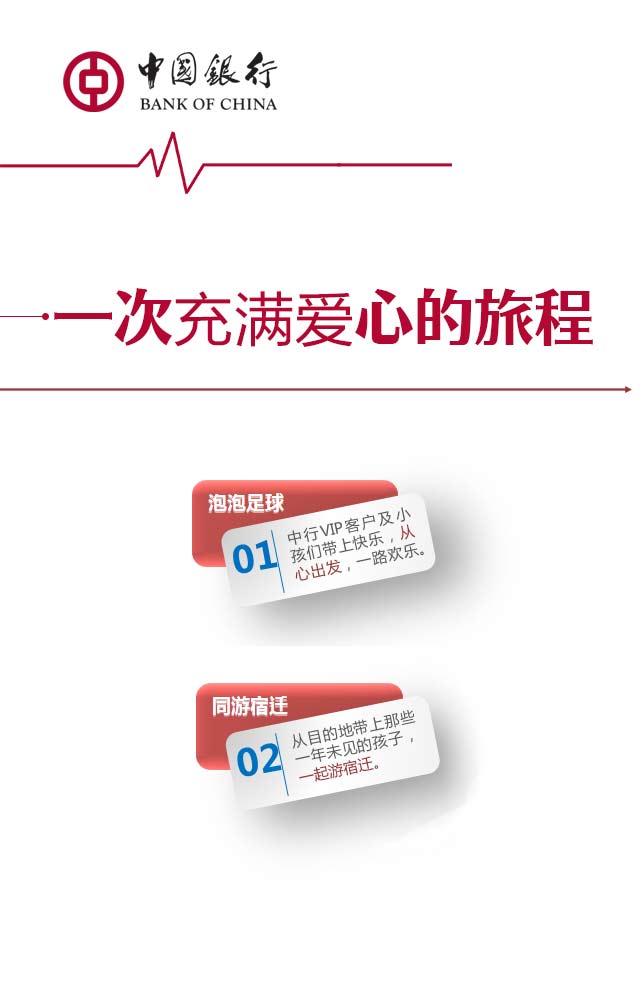 中國銀行
BANK OF CHINA
一次充满爱心的旅程
泡泡足球
01
中行VIP客户及小
孩们带上快乐，从
心出发，一路欢乐。
同游宿迁
02
从目的地带上那些
一年未见的孩子，
一起游宿迁。